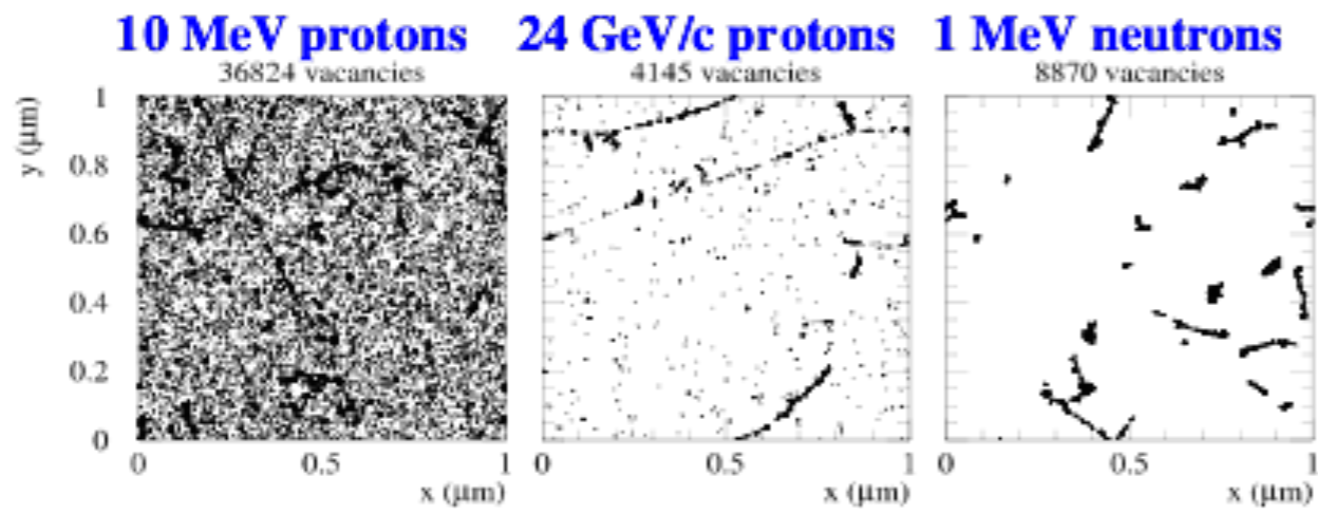 10 MeV protons 24 GeV/c protons 1 MeV neutrons
36824 vacancies 4145 vacancies 8870 vacancies
y (μm)
1
0.8
0.6
0.4
0.2
0
0 0.5 1 0 0.5 1 0 0.5 1
x (μm) x (μm) x (μm)